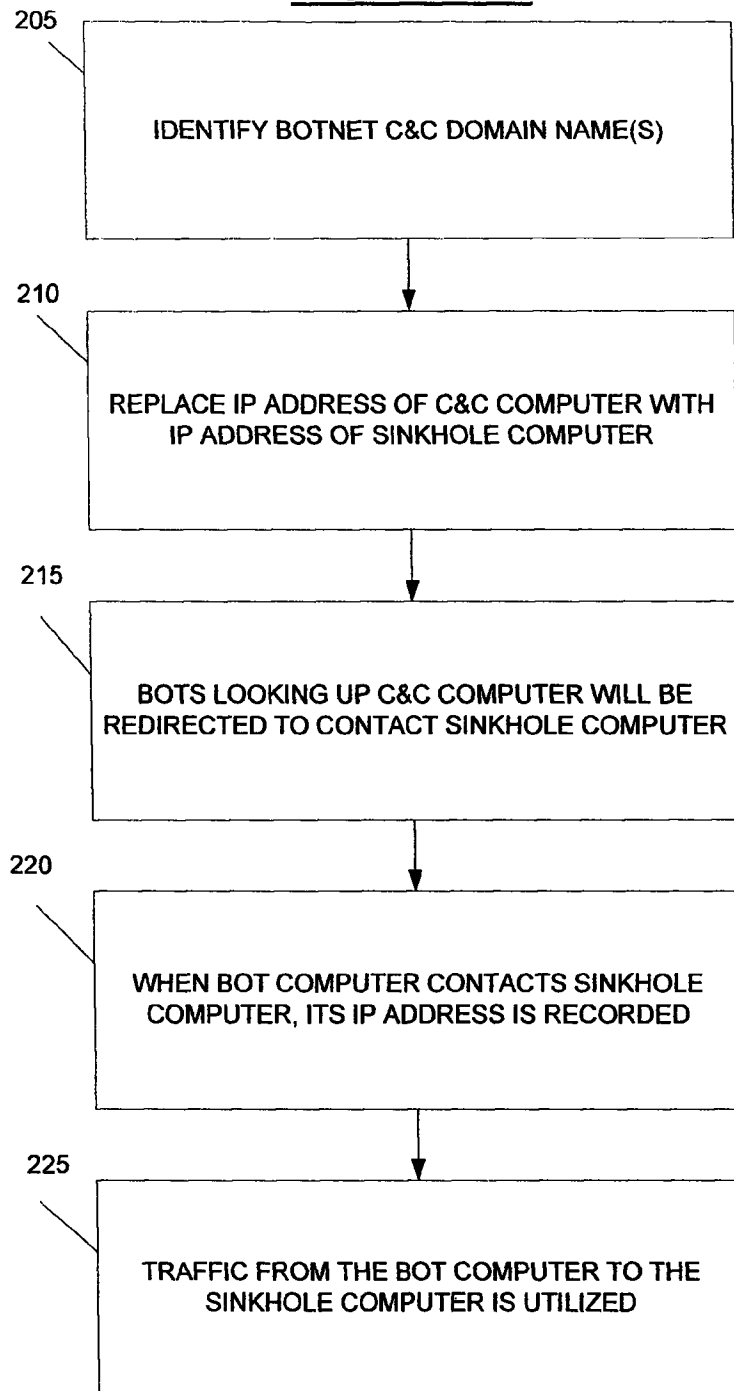 205
IDENTIFY BOTNET C&C DOMAIN NAME(S)
210
REPLACE IP ADDRESS OF C&C COMPUTER WITH
IP ADDRESS OF SINKHOLE COMPUTER
215
BOTS LOOKING UP C&C COMPUTER WILL BE
REDIRECTED TO CONTACT SINKHOLE COMPUTER
220
WHEN BOT COMPUTER CONTACTS SINKHOLE
COMPUTER, ITS IP ADDRESS IS RECORDED
225
TRAFFIC FROM THE BOT COMPUTER TO THE
SINKHOLE COMPUTER IS UTILIZED